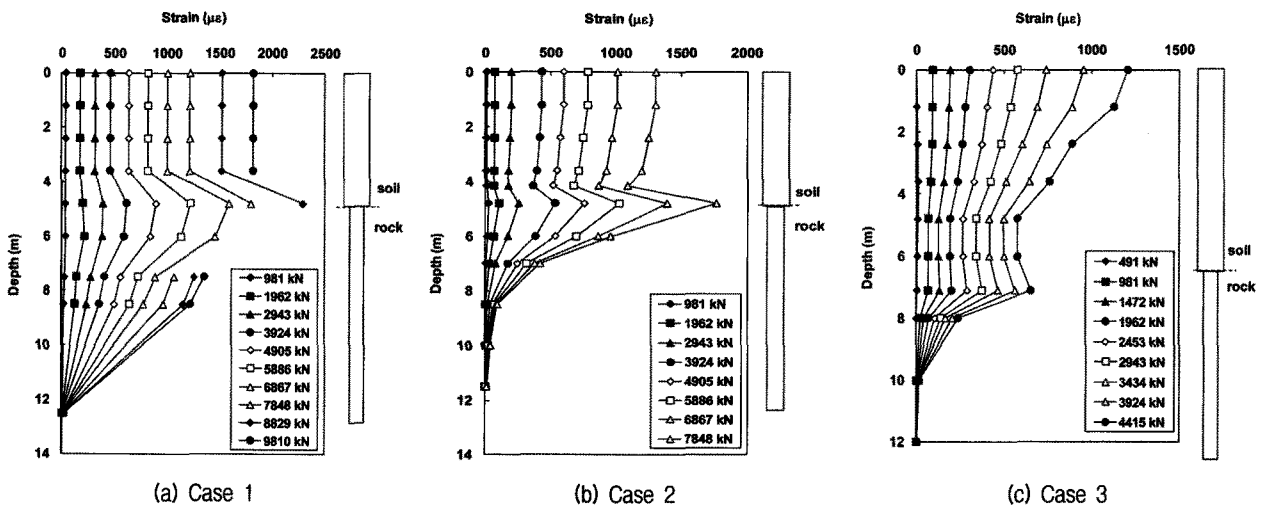 Strain (με)
0 500 1000 1500 2000 2500
Depth (m)
0
2
4
6
8
10
12
14
981 kN
1962 kN
2943 kN
3924 kN
4905 kN
5886 kN
6867 kN
7848 kN
8829 kN
9810 kN
soil
rock
(a) Case 1
Strain (με)
0 500 1000 1500 2000
Depth (m)
0
2
4
6
8
10
12
14
981 kN
1962 kN
2943 kN
3924 kN
4905 kN
5886 kN
6867 kN
7848 kN
soil
rock
(b) Case 2
Strain (με)
0 500 1000 1500
Depth (m)
0
2
4
6
8
10
12
491 kN
981 kN
1472 kN
1962 kN
2453 kN
2943 kN
3434 kN
3924 kN
4415 kN
soil
rock
(c) Case 3